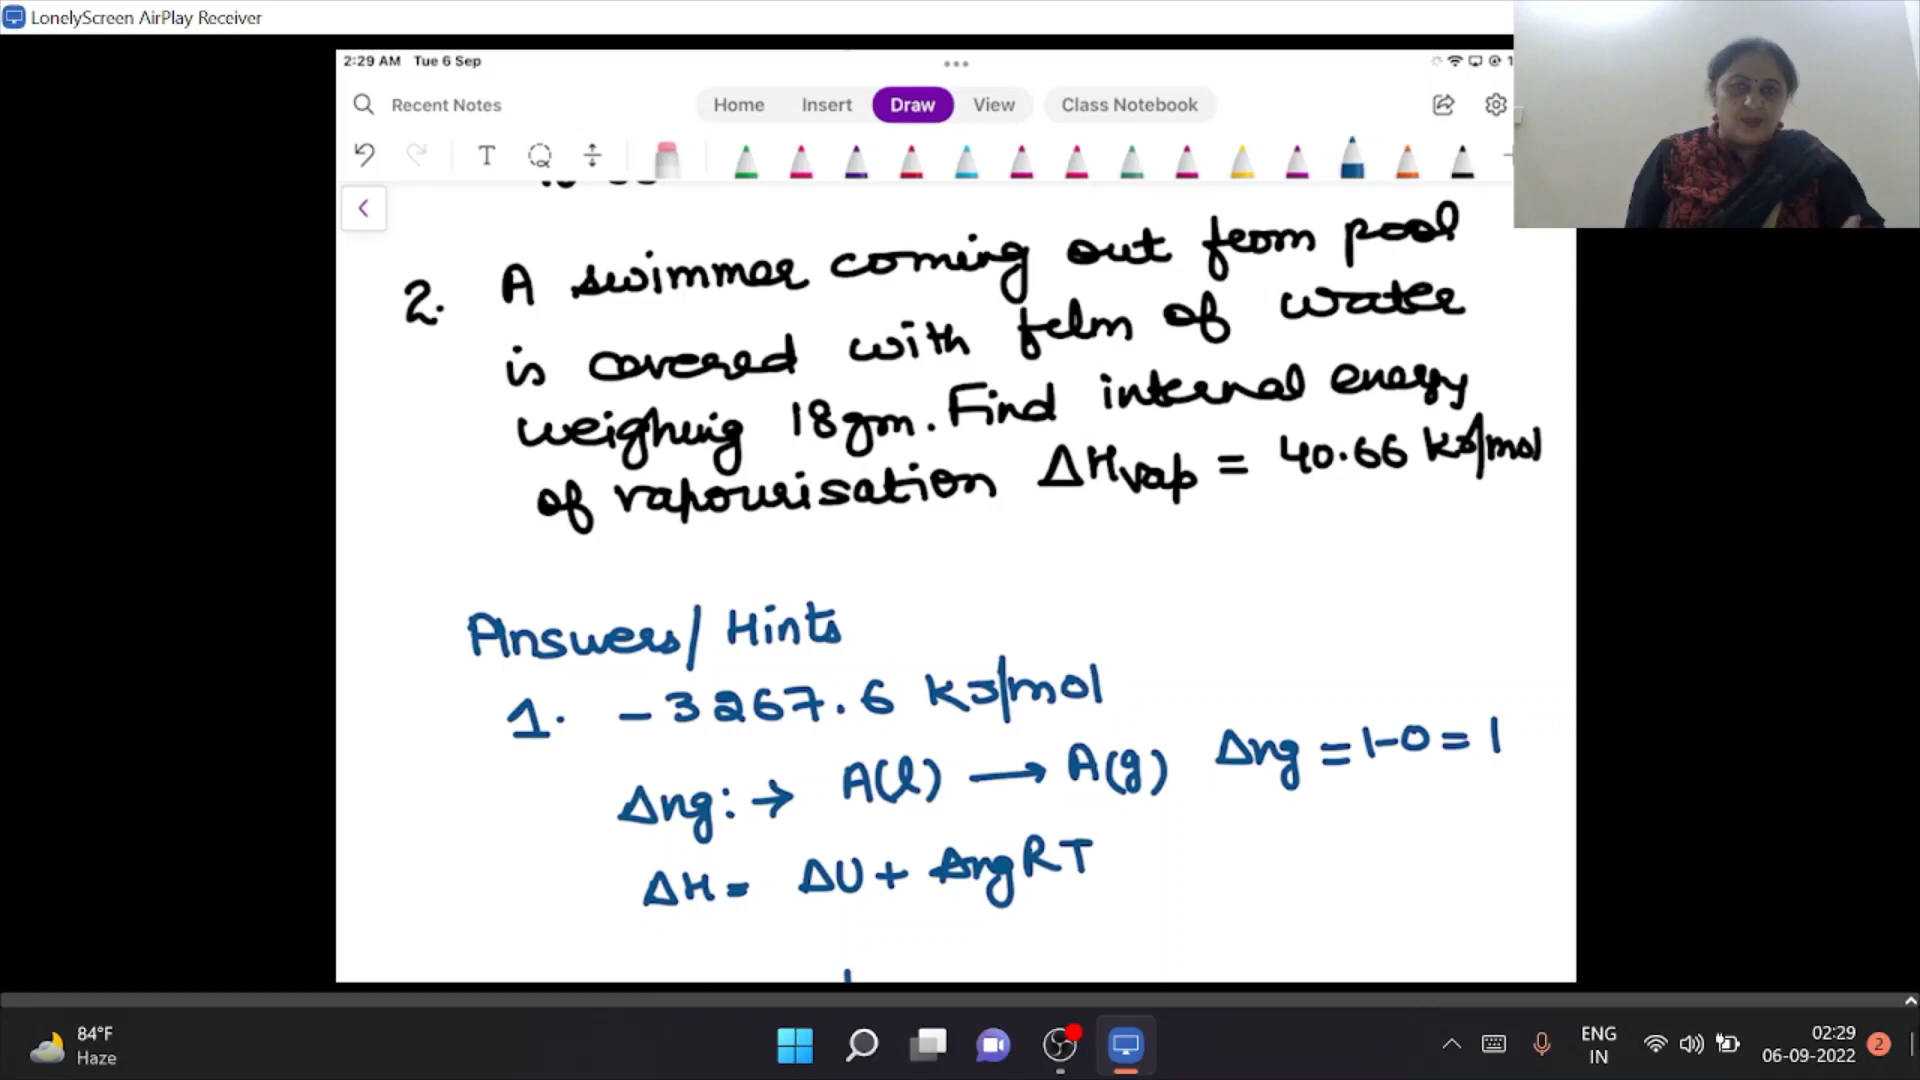 LonelyScreen AirPlay Receiver
2:29 AM Tue 6 Sep
Recent Notes
Home Insert Draw View Class Notebook
2. A swimmer coming out from pool
is covered with film of water
weighing 18gm. Find internal energy
of vapourisation ΔHvap = 40.66 kJ/mol
Answers/ Hints
1. -3267.6 kJ/mol
Δng: → A(l) → A(g) Δng = 1-0 = 1
ΔH = ΔU + ΔngRT
84°F
Haze
ENG
IN
02:29
06-09-2022
2